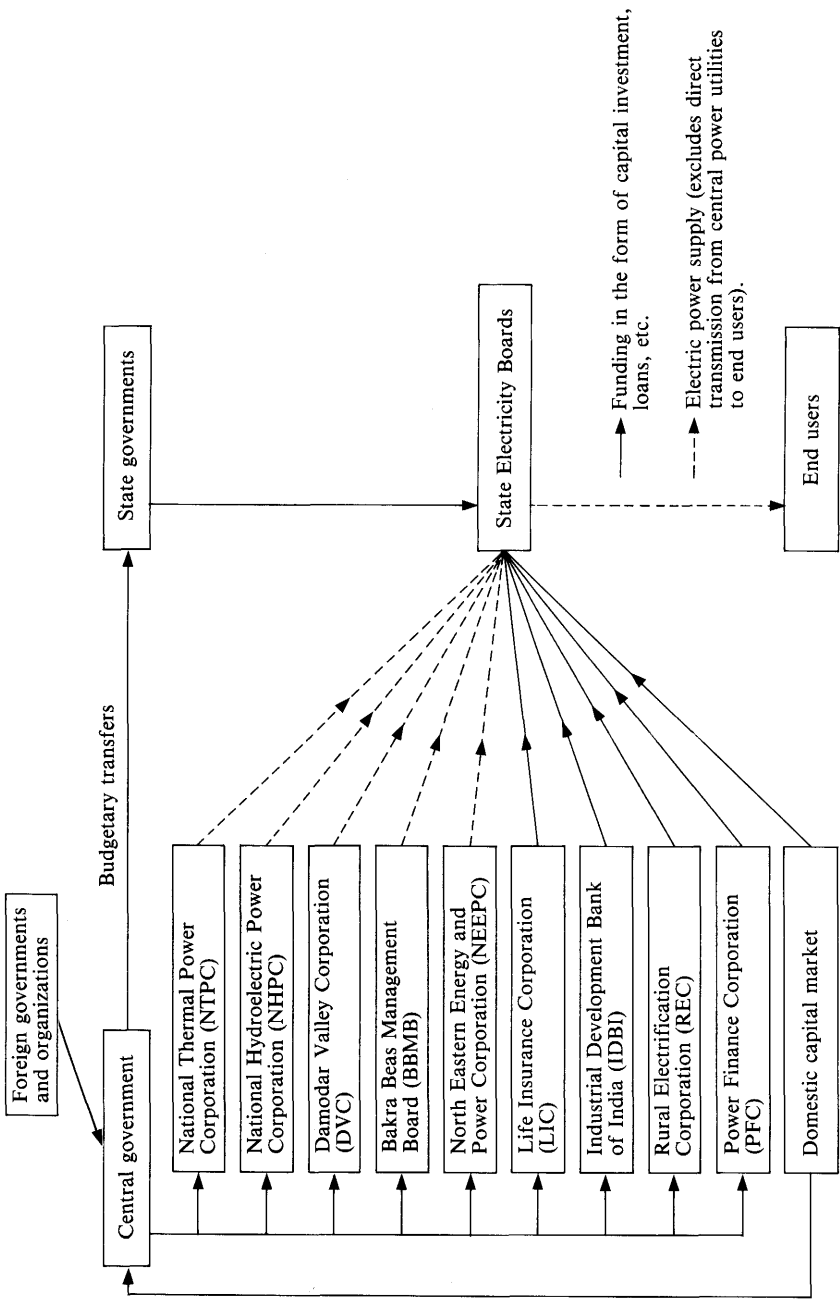 Foreign governments
and organizations
Central government
Budgetary transfers
State governments
National Thermal Power
Corporation (NTPC)
National Hydroelectric Power
Corporation (NHPC)
Damodar Valley Corporation
(DVC)
Bakra Beas Management
Board (BBMB)
North Eastern Energy and
Power Corporation (NEEPC)
Life Insurance Corporation
(LIC)
Industrial Development Bank
of India (IDBI)
Rural Electrification
Corporation (REC)
Power Finance Corporation
(PFC)
Domestic capital market
State Electricity Boards
Funding in the form of capital investment,
loans, etc.
Electric power supply (excludes direct
transmission from central power utilities
to end users).
End users